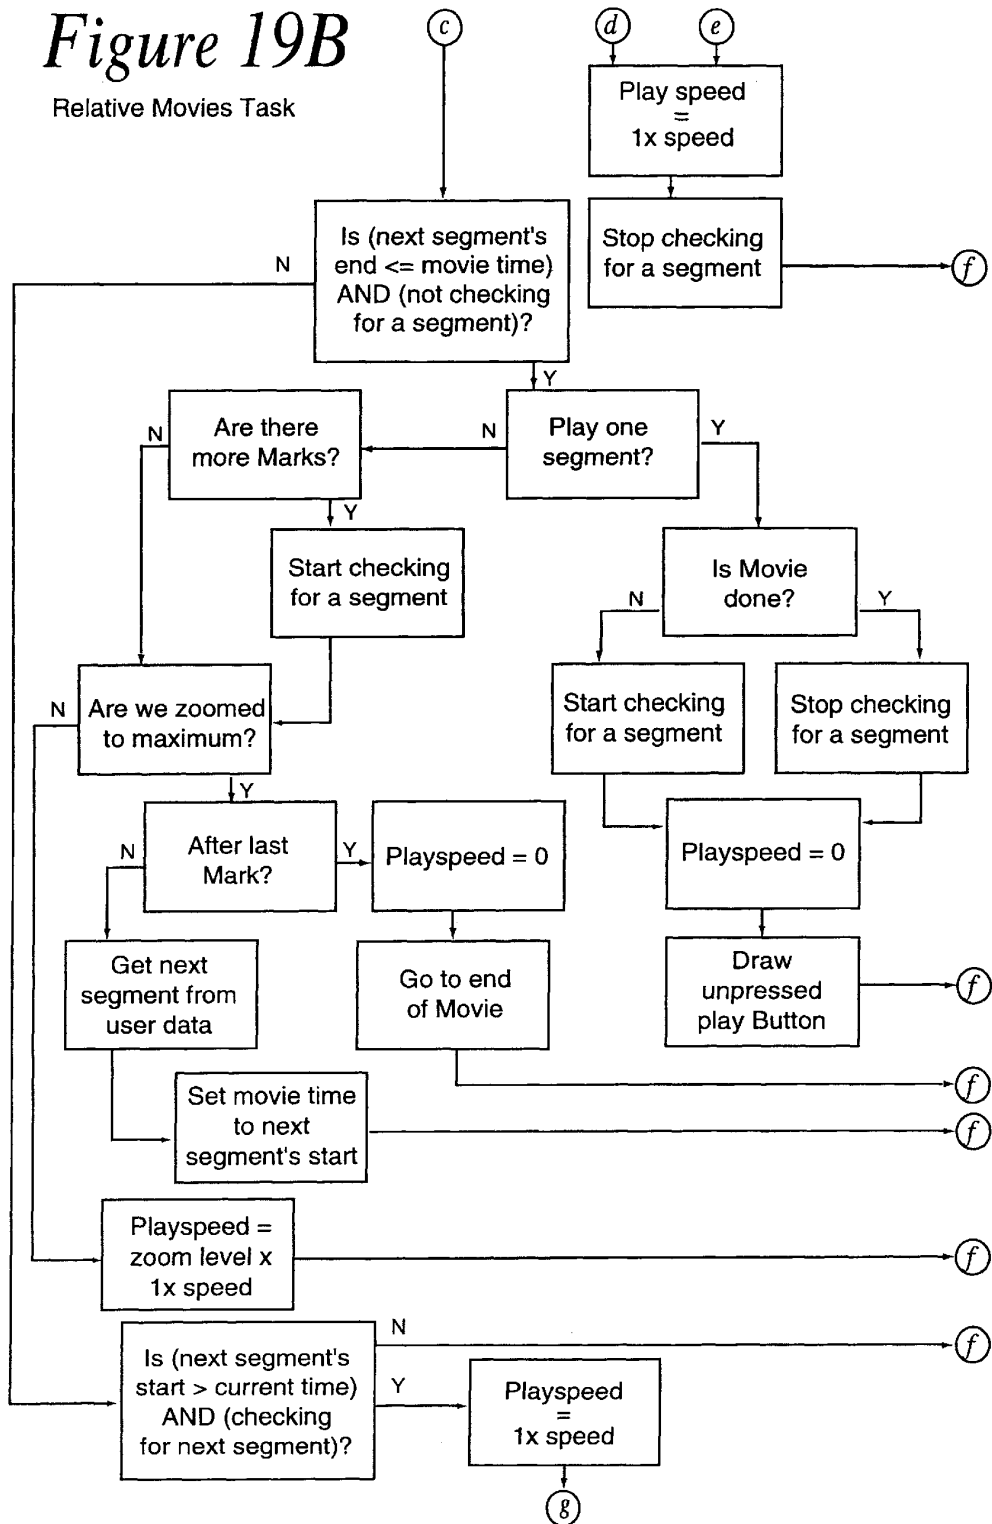 Figure 19B
Relative Movies Task
c
d
e
Play speed
=
1x speed
Stop checking
for a segment
f
Is (next segment's
end <= movie time)
AND (not checking
for a segment)?
N
Y
Are there
more Marks?
N
Y
N
Play one
segment?
Y
Start checking
for a segment
Is Movie
done?
N
Y
Start checking
for a segment
Stop checking
for a segment
Are we zoomed
to maximum?
N
Y
After last
Mark?
N
Y
Playspeed = 0
Playspeed = 0
Get next
segment from
user data
Go to end
of Movie
Draw
unpressed
play Button
f
f
Set movie time
to next
segment's start
f
Playspeed =
zoom level x
1x speed
f
Is (next segment's
start > current time)
AND (checking
for next segment)?
N
f
Y
Playspeed
=
1x speed
g